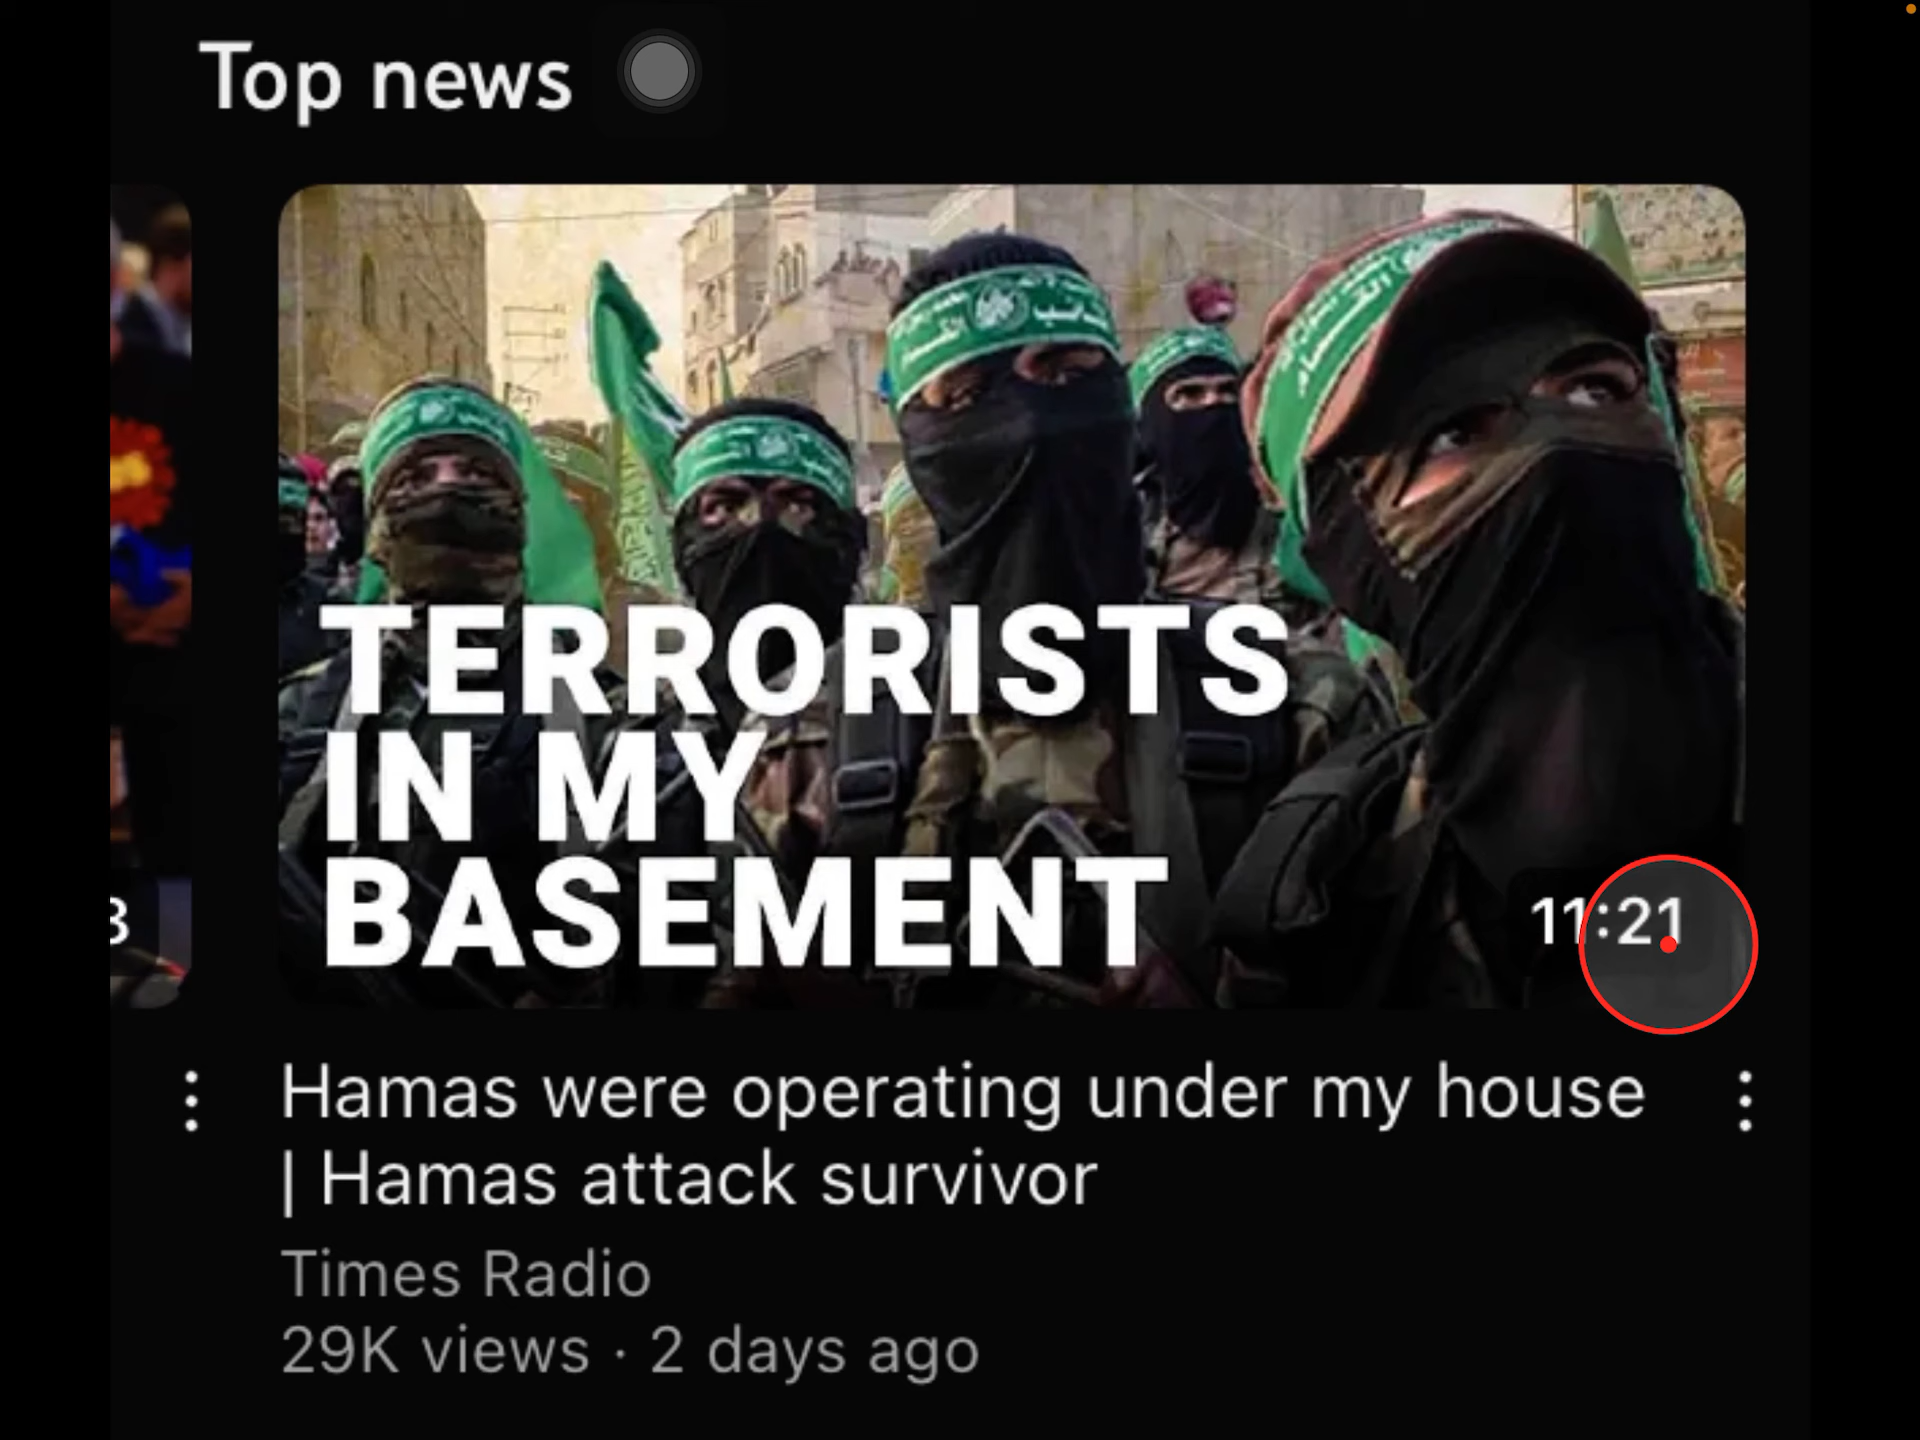 Top news
TERRORISTS
IN MY
BASEMENT
11:21
3
Hamas were operating under my house
| Hamas attack survivor
Times Radio
29K views · 2 days ago